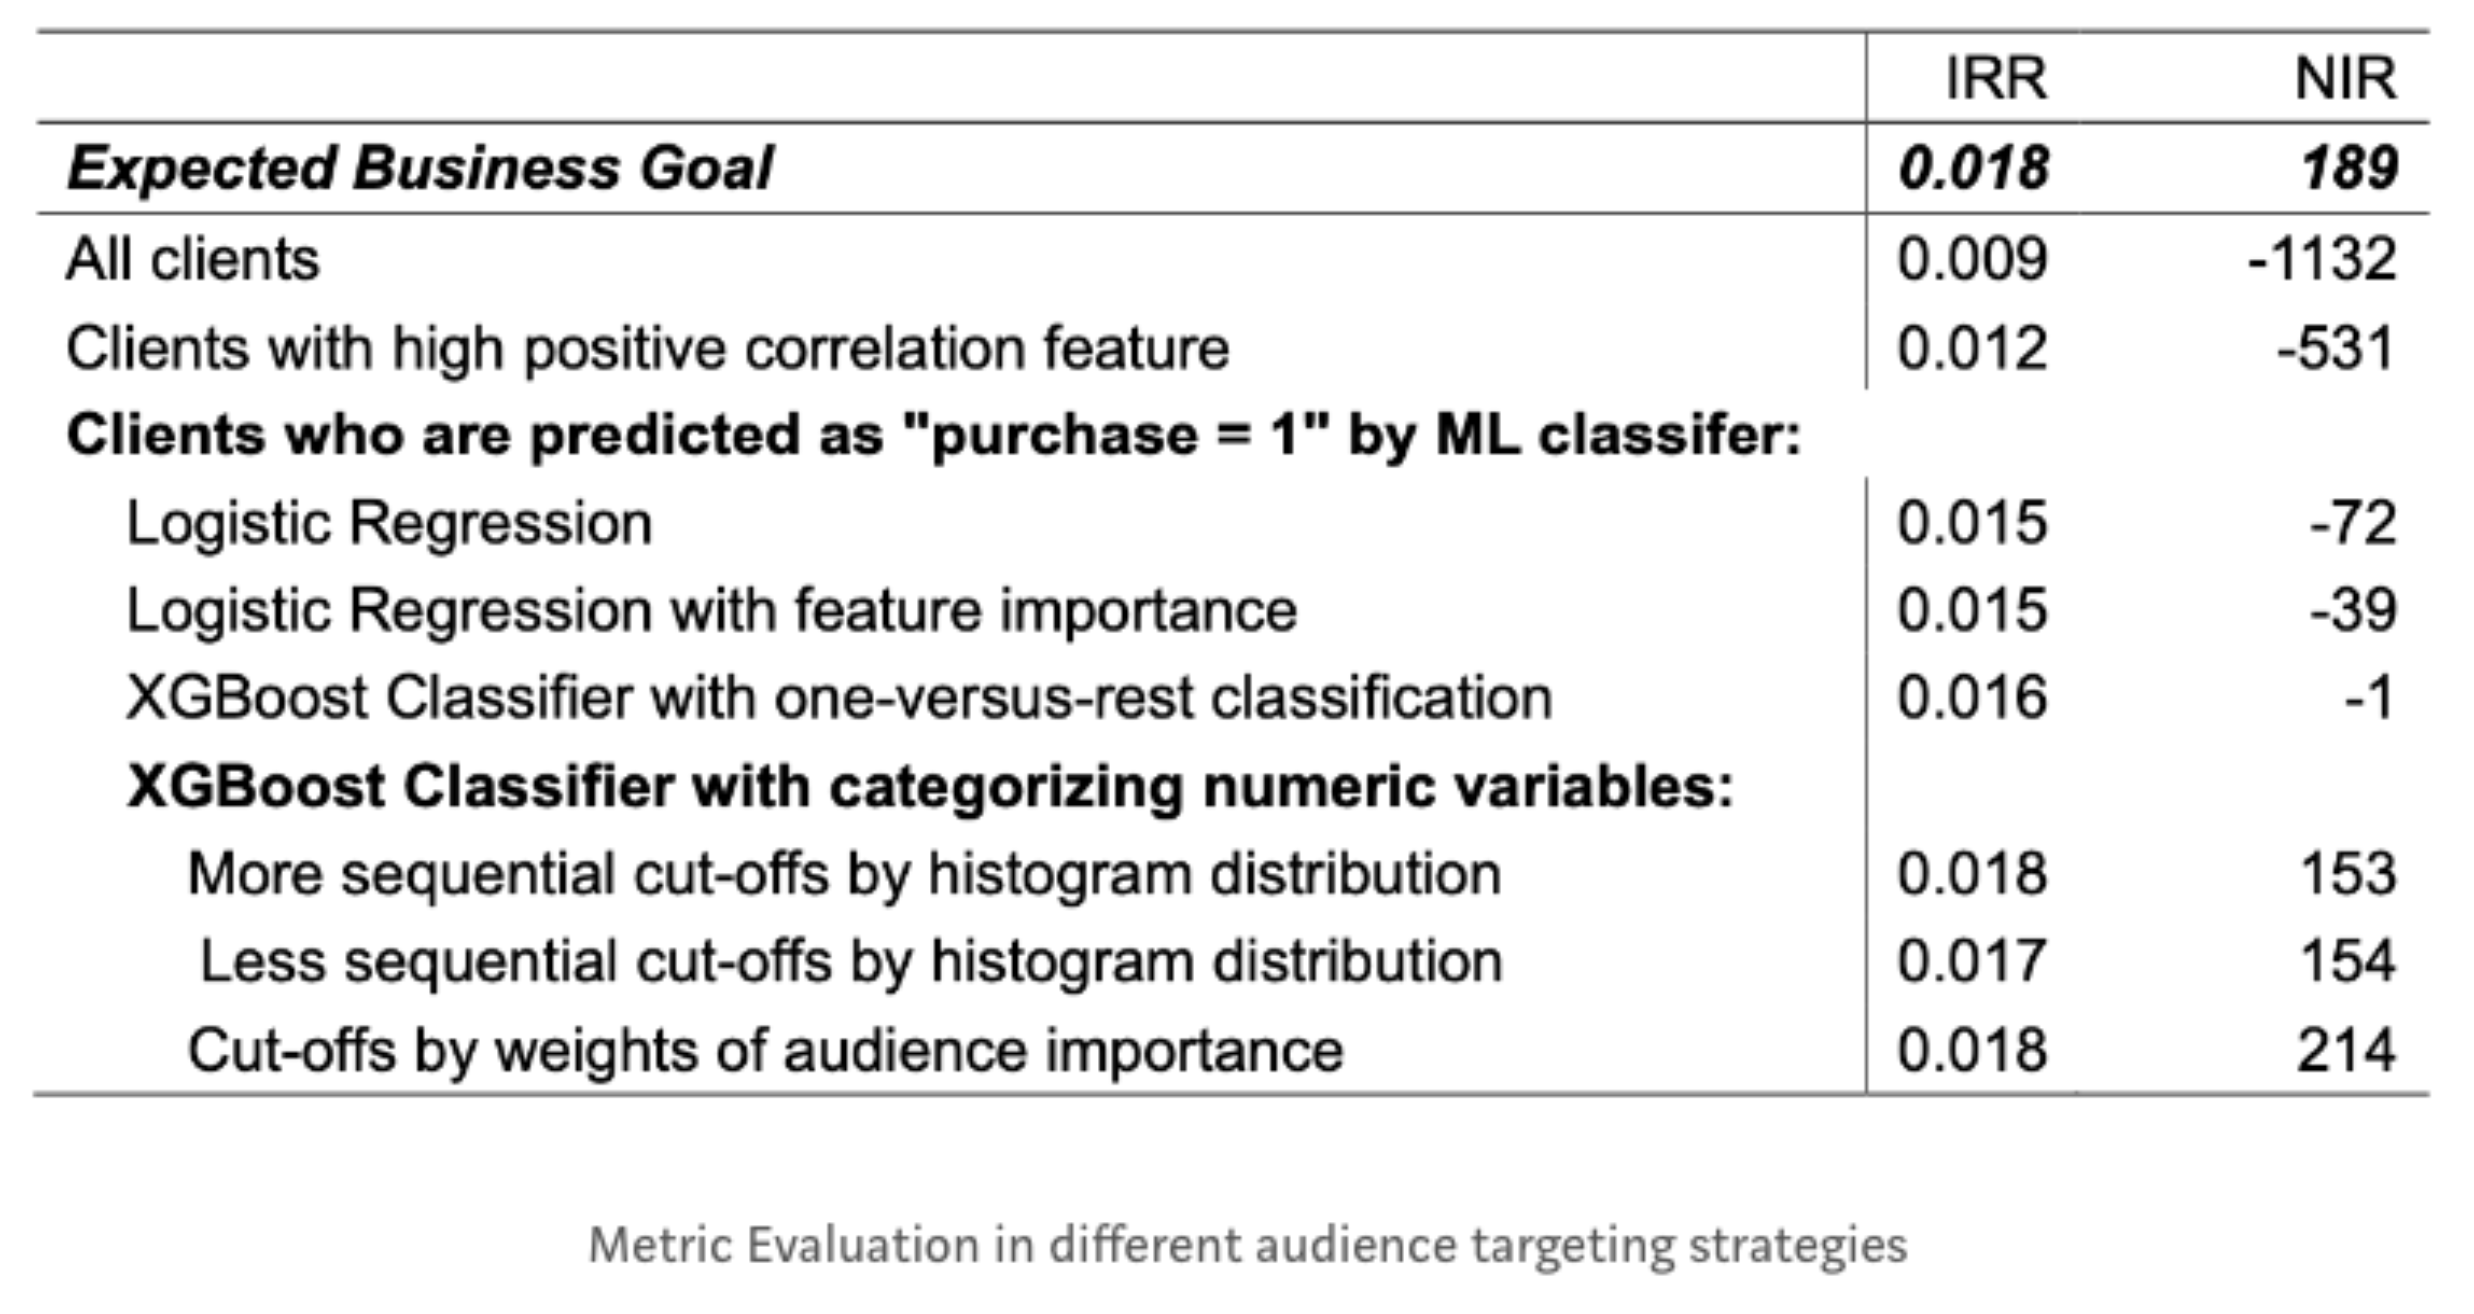 IRR NIR
Expected Business Goal 0.018 189
All clients 0.009 -1132
Clients with high positive correlation feature 0.012 -531
Clients who are predicted as "purchase = 1" by ML classifer:
Logistic Regression 0.015 -72
Logistic Regression with feature importance 0.015 -39
XGBoost Classifier with one-versus-rest classification 0.016 -1
XGBoost Classifier with categorizing numeric variables:
More sequential cut-offs by histogram distribution 0.018 153
Less sequential cut-offs by histogram distribution 0.017 154
Cut-offs by weights of audience importance 0.018 214
Metric Evaluation in different audience targeting strategies